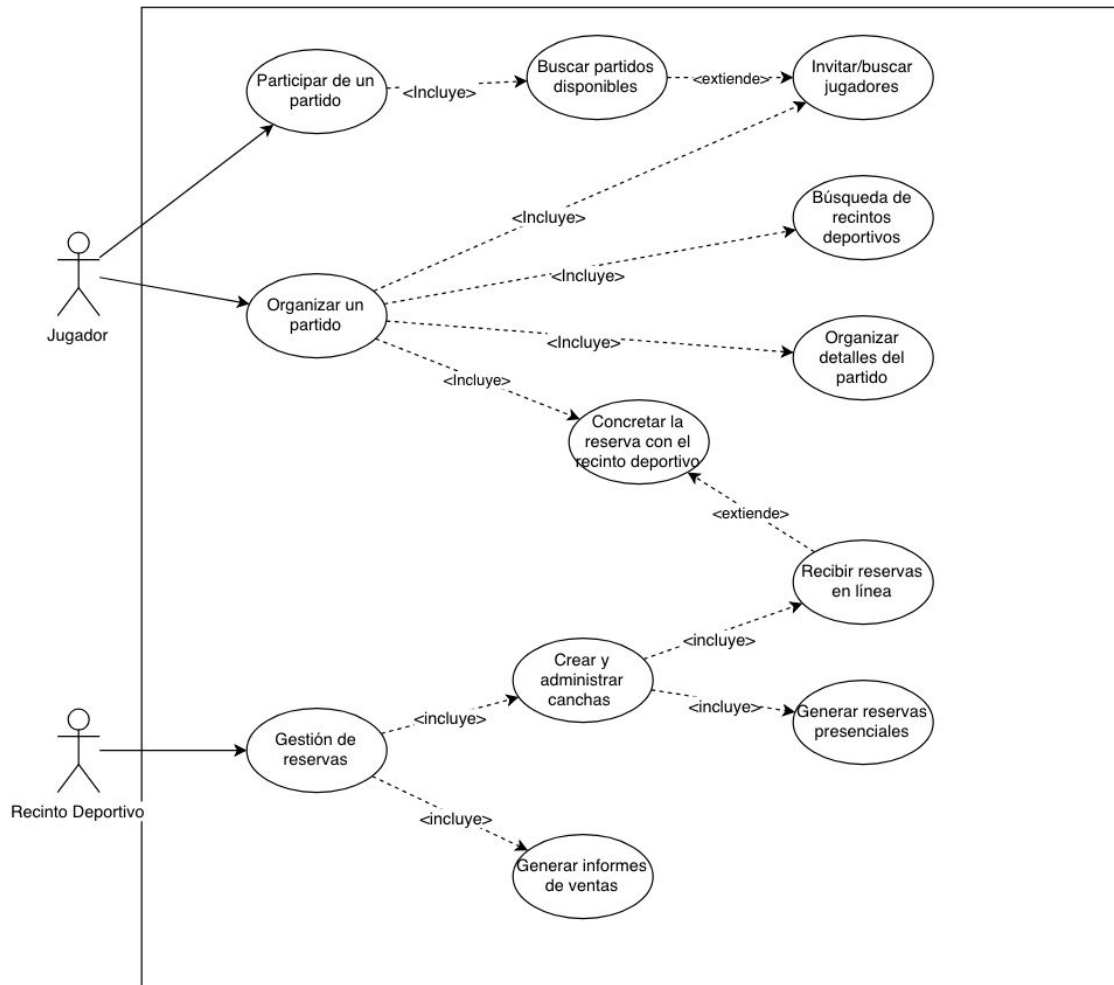 Participar de un
partido
<Incluye>
Buscar partidos
disponibles
<extiende>
Invitar/buscar
jugadores
<Incluye>
Búsqueda de
recintos
deportivos
<Incluye>
Jugador
Organizar un
partido
<Incluye>
Organizar
detalles del
partido
<Incluye>
Concretar la
reserva con el
recinto deportivo
<extiende>
Recibir reservas
en línea
<incluye>
Crear y
administrar
canchas
<incluye>
Generar reservas
presenciales
<incluye>
Gestión de
reservas
Recinto Deportivo
<incluye>
Generar informes
de ventas